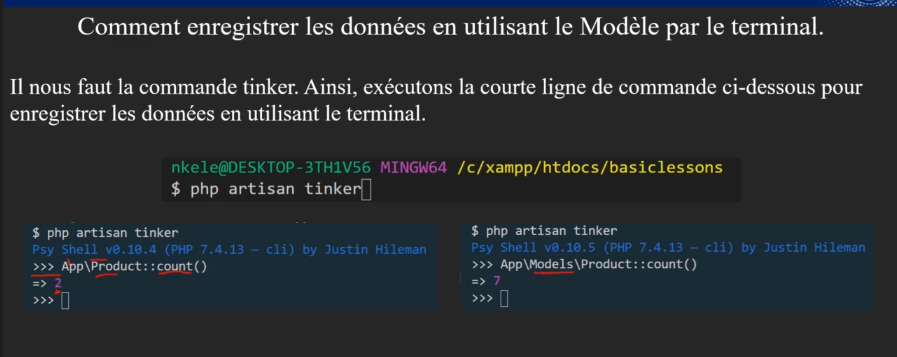 Comment enregistrer les données en utilisant le Modèle par le terminal.
Il nous faut la commande tinker. Ainsi, exécutons la courte ligne de commande ci-dessous pour
enregistrer les données en utilisant le terminal.
nkele@DESKTOP-3TH1V56 MINGW64 /c/xampp/htdocs/basiclessons
$ php artisan tinker
$ php artisan tinker
Psy Shell v0.10.4 (PHP 7.4.13 — cli) by Justin Hileman
>>> App\Product::count()
=> 2
>>>
$ php artisan tinker
Psy Shell v0.10.5 (PHP 7.4.13 — cli) by Justin Hileman
>>> App\Models\Product::count()
=> 7
>>>